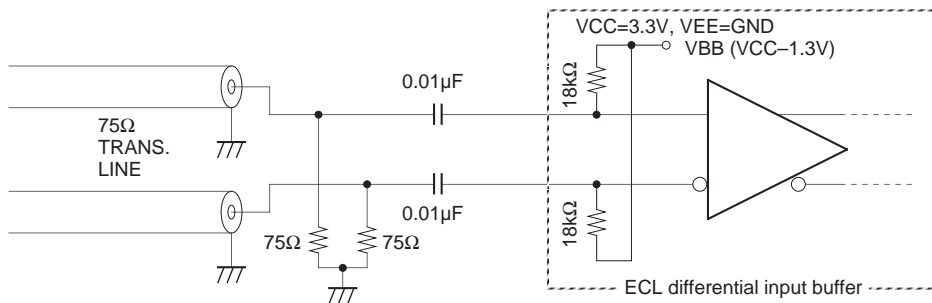 VCC=3.3V, VEE=GND
VBB (VCC–1.3V)
0.01µF
18kΩ
75Ω
TRANS.
LINE
0.01µF
75Ω
75Ω
18kΩ
ECL differential input buffer